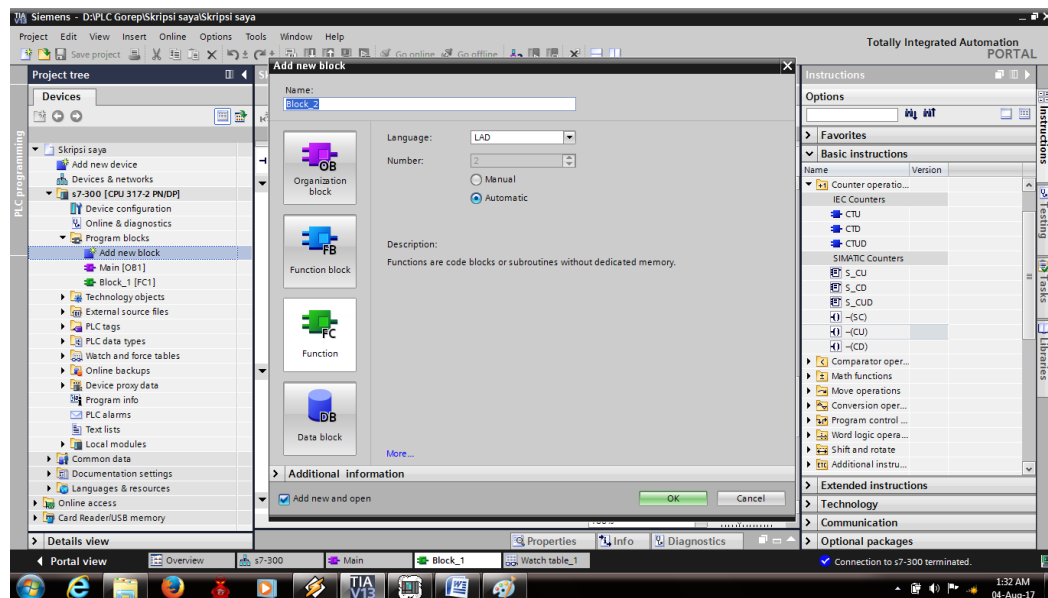 Siemens - D:\PLC Gorep\Skripsi saya\Skripsi saya
Project Edit View Insert Online Options Tools Window Help
Save project Go online Go offline
Totally Integrated Automation
PORTAL
Project tree
Devices
PLC programming
Skripsi saya
Add new device
Devices & networks
s7-300 [CPU 317-2 PN/DP]
Device configuration
Online & diagnostics
Program blocks
Add new block
Main [OB1]
Block_1 [FC1]
Technology objects
External source files
PLC tags
PLC data types
Watch and force tables
Online backups
Device proxy data
Program info
PLC alarms
Text lists
Local modules
Common data
Documentation settings
Languages & resources
Online access
Card Reader/USB memory
Details view
Add new block
Name:
Block_2
OB
Organization
block
FB
Function block
FC
Function
DB
Data block
Language: LAD
Number: 2
Manual
Automatic
Description:
Functions are code blocks or subroutines without dedicated memory.
More...
Additional information
Add new and open
OK Cancel
Instructions
Options
Favorites
Basic instructions
Name Version
Counter operatio...
IEC Counters
CTU
CTD
CTUD
SIMATIC Counters
S_CU
S_CD
S_CUD
–(SC)
–(CU)
–(CD)
Comparator oper...
Math functions
Move operations
Conversion oper...
Program control ...
Word logic opera...
Shift and rotate
Additional instru...
Extended instructions
Technology
Communication
Optional packages
Instructions
Testing
Tasks
Libraries
Properties Info Diagnostics
Portal view Overview s7-300 Main Block_1 Watch table_1
Connection to s7-300 terminated.
TIA
V13
1:32 AM
04-Aug-17